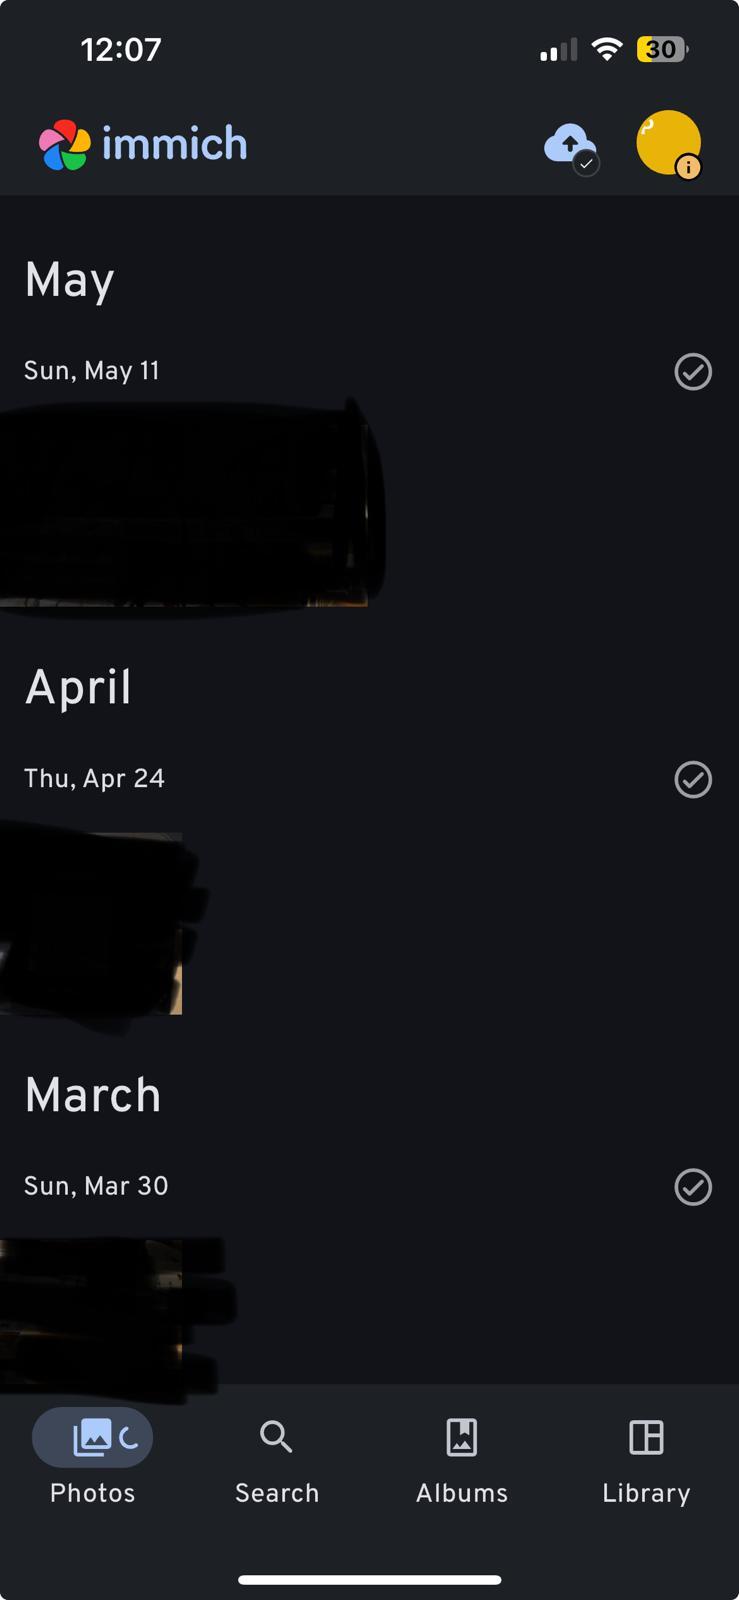 12:07
30
immich
May
Sun, May 11
April
Thu, Apr 24
March
Sun, Mar 30
Photos
Search
Albums
Library